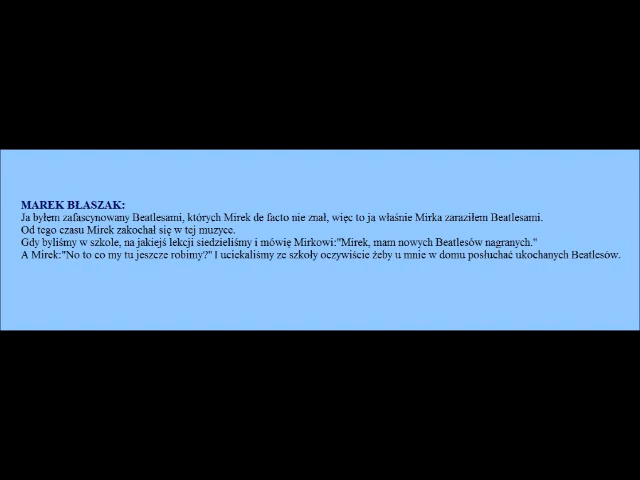 MAREK BŁASZAK:
Ja byłem zafascynowany Beatlesami, których Mirek de facto nie znał, więc to ja właśnie Mirka zaraziłem Beatlesami.
Od tego czasu Mirek zakochał się w tej muzyce.
Gdy byliśmy w szkole, na jakiejś lekcji siedzieliśmy i mówię Mirkowi:"Mirek, mam nowych Beatlesów nagranych."
A Mirek:"No to co my tu jeszcze robimy?" I uciekaliśmy ze szkoły oczywiście żeby u mnie w domu posłuchać ukochanych Beatlesów.